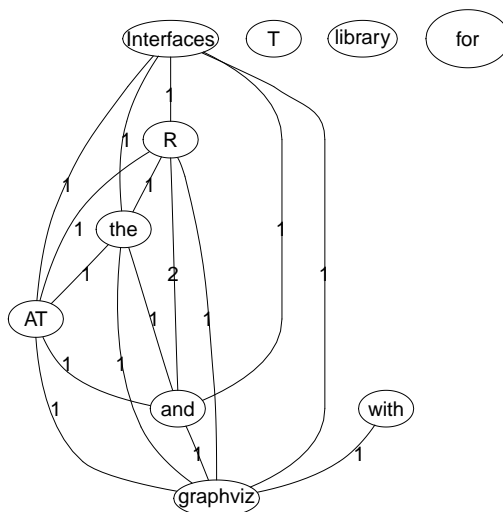 Interfaces T library for
1
1 R
1 1
1 the
1 2 1 1
1
AT
1 1 1
1
and with
1 1
graphviz